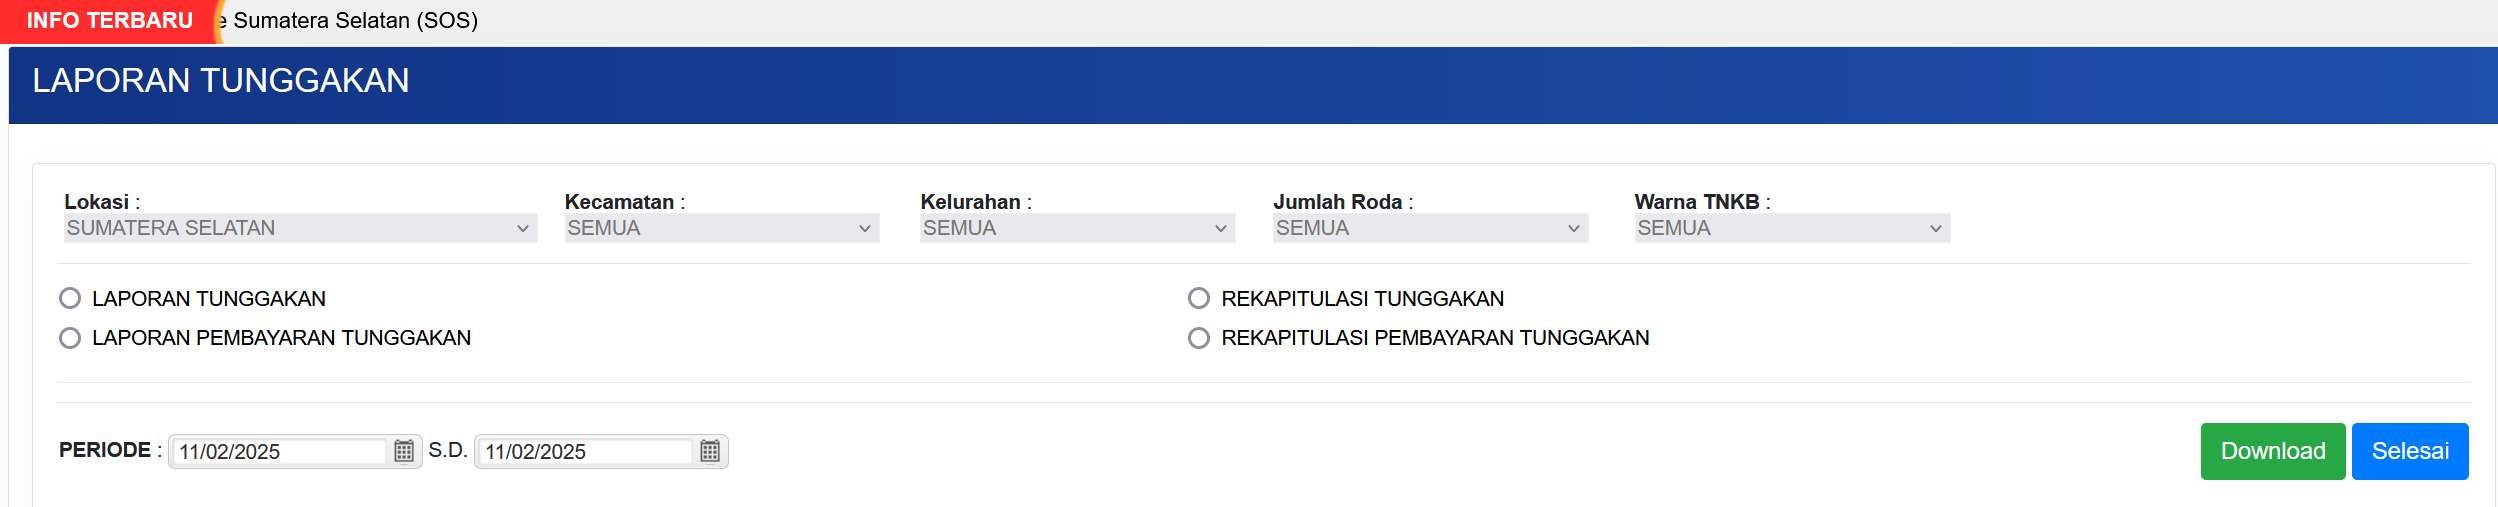 INFO TERBARU e Sumatera Selatan (SOS)
LAPORAN TUNGGAKAN
Lokasi : Kecamatan : Kelurahan : Jumlah Roda : Warna TNKB :
SUMATERA SELATAN SEMUA SEMUA SEMUA SEMUA
LAPORAN TUNGGAKAN REKAPITULASI TUNGGAKAN
LAPORAN PEMBAYARAN TUNGGAKAN REKAPITULASI PEMBAYARAN TUNGGAKAN
PERIODE : 11/02/2025 S.D. 11/02/2025 Download Selesai